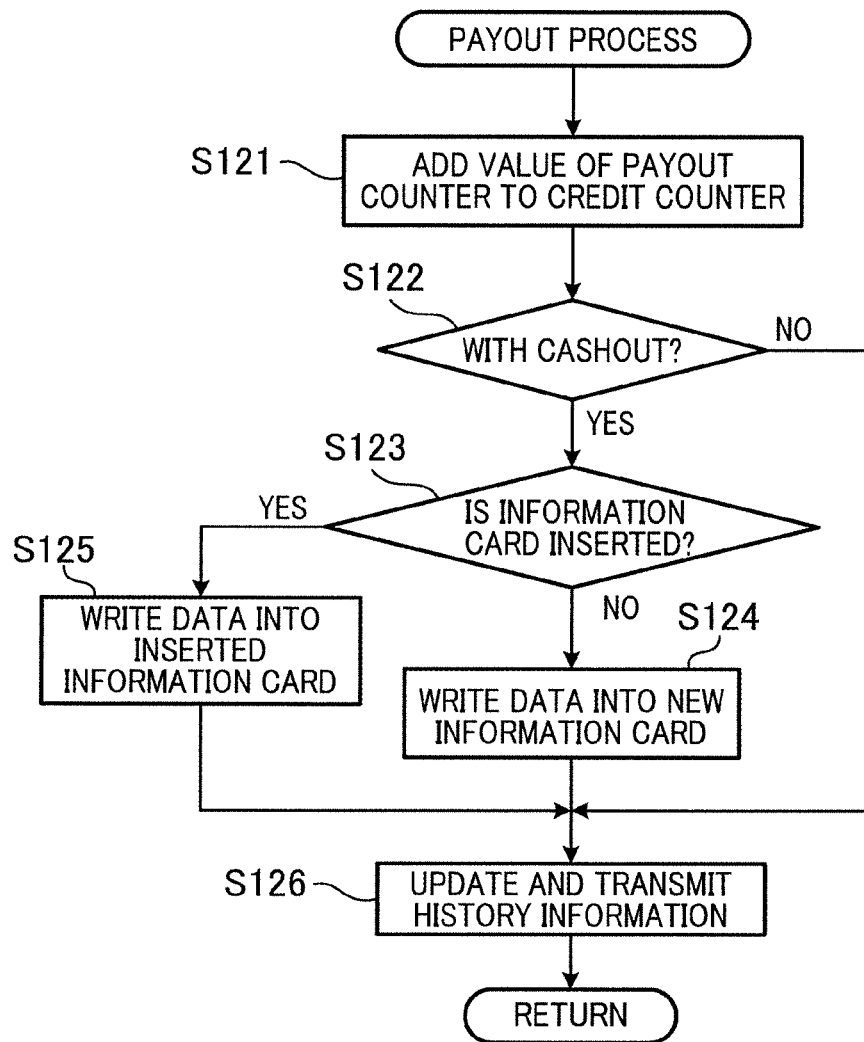 PAYOUT PROCESS
S121
ADD VALUE OF PAYOUT
COUNTER TO CREDIT COUNTER
S122
WITH CASHOUT?
NO
YES
S123
YES
IS INFORMATION
CARD INSERTED?
S125
WRITE DATA INTO
INSERTED
INFORMATION CARD
NO
S124
WRITE DATA INTO NEW
INFORMATION CARD
S126
UPDATE AND TRANSMIT
HISTORY INFORMATION
RETURN